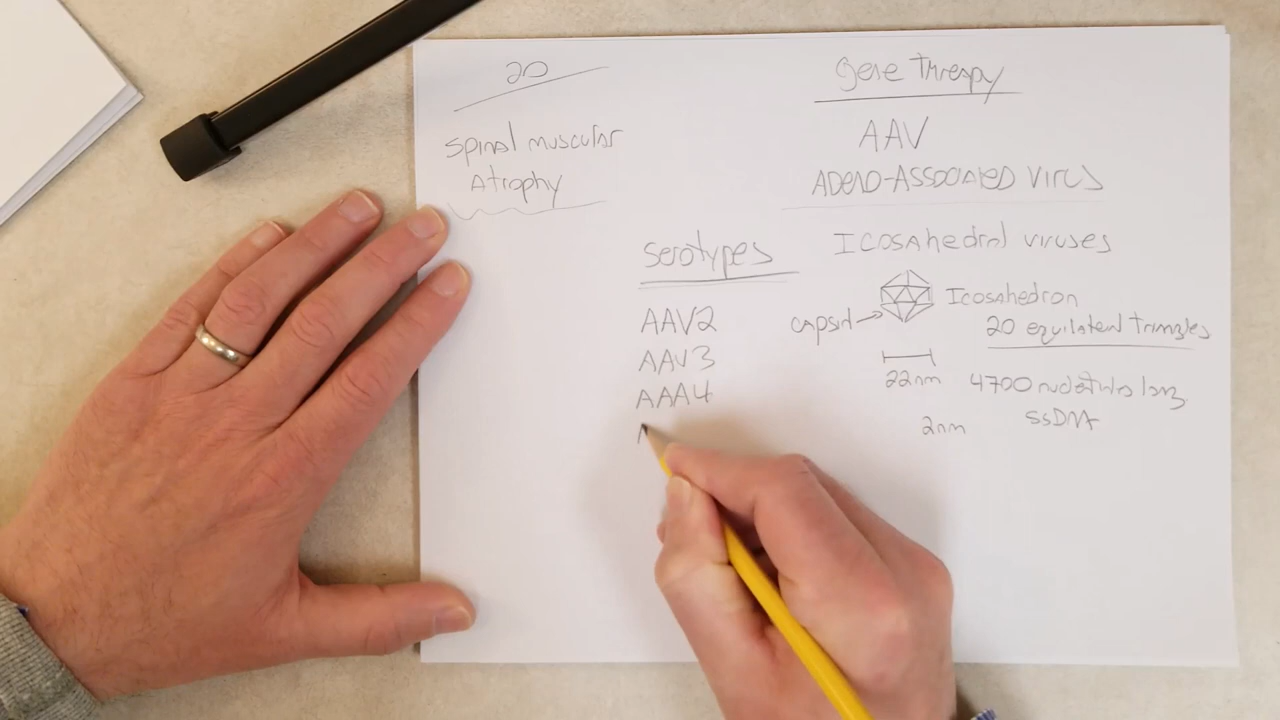 20
Spinal muscular
Atrophy
Gene Therapy
AAV
ADENO-ASSOCIATED VIRUS
Serotypes
AAV2
AAV3
AAA4
A
Icosahedral viruses
capsid
Icosahedron
20 equilateral triangles
22nm
4700 nucleotides long
ssDNA
2nm